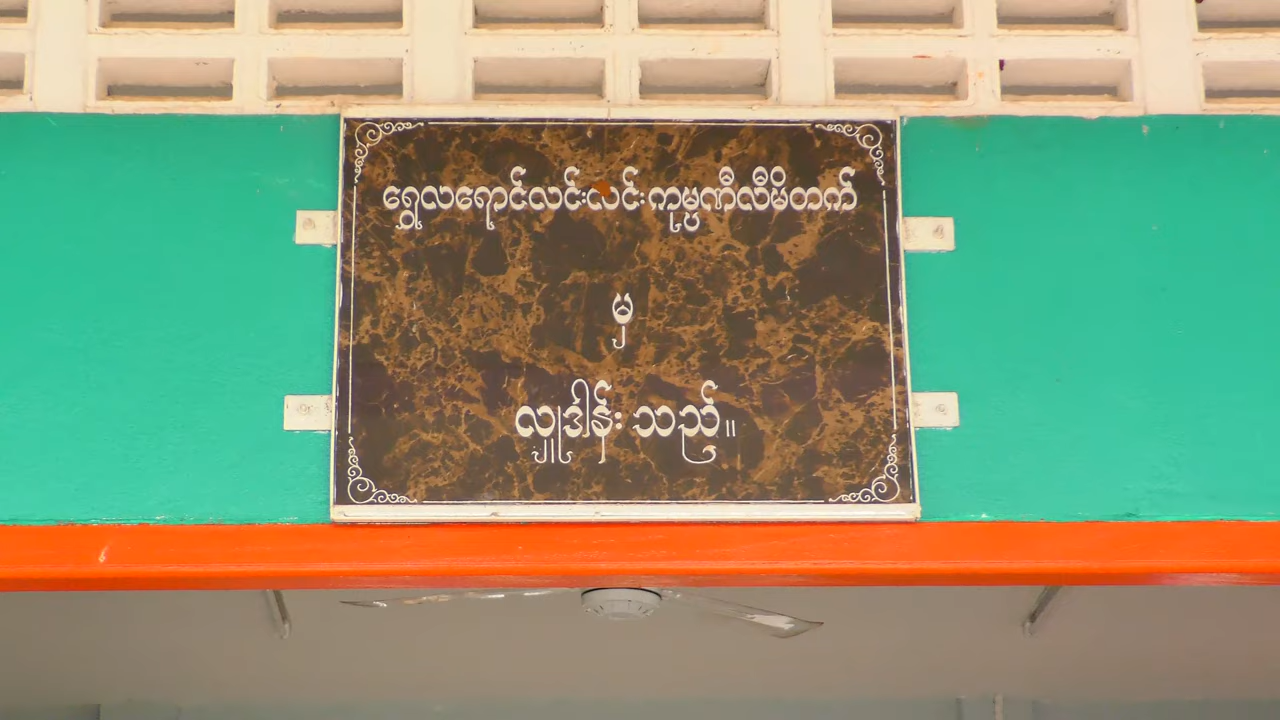 ရွှေလရောင်လင်းလင်းကုမ္ပဏီလီမိတက်
မှ
လှူဒါန်း သည်။